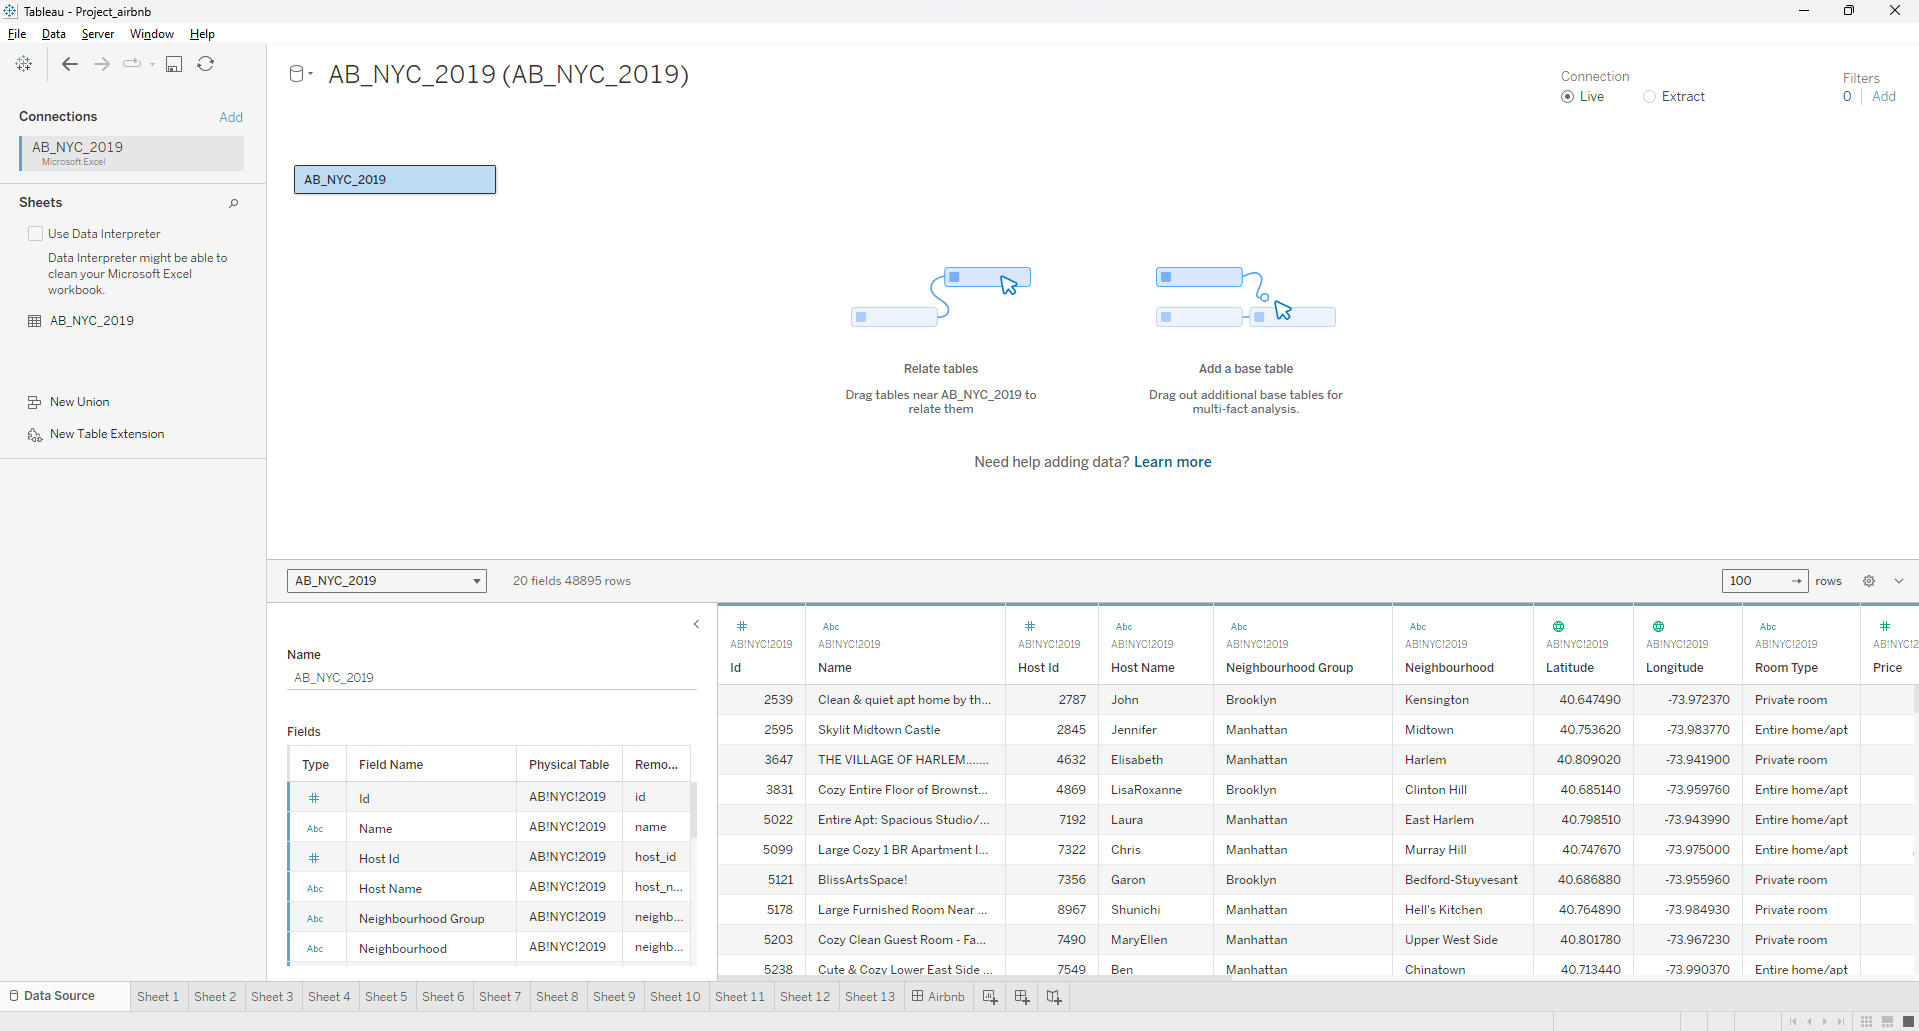 Tableau - Project_airbnb
File Data Server Window Help
AB_NYC_2019 (AB_NYC_2019)
Connection
Live Extract
Filters
0 Add
Connections Add
AB_NYC_2019
Microsoft Excel
Sheets
Use Data Interpreter
Data Interpreter might be able to
clean your Microsoft Excel
workbook.
AB_NYC_2019
New Union
New Table Extension
AB_NYC_2019
Relate tables
Drag tables near AB_NYC_2019 to
relate them
Add a base table
Drag out additional base tables for
multi-fact analysis.
Need help adding data? Learn more
AB_NYC_2019 20 fields 48895 rows 100 → rows
Name
AB_NYC_2019
Fields
Type Field Name Physical Table Remo...
# Id AB!NYC!2019 id
Abc Name AB!NYC!2019 name
# Host Id AB!NYC!2019 host_id
Abc Host Name AB!NYC!2019 host_n...
Abc Neighbourhood Group AB!NYC!2019 neighb...
Abc Neighbourhood AB!NYC!2019 neighb...
# Abc # Abc Abc Abc Abc #
AB!NYC!2019 AB!NYC!2019 AB!NYC!2019 AB!NYC!2019 AB!NYC!2019 AB!NYC!2019 AB!NYC!2019 AB!NYC!2019 AB!NYC!2019 AB!NYC!2
Id Name Host Id Host Name Neighbourhood Group Neighbourhood Latitude Longitude Room Type Price
2539 Clean & quiet apt home by th... 2787 John Brooklyn Kensington 40.647490 -73.972370 Private room
2595 Skylit Midtown Castle 2845 Jennifer Manhattan Midtown 40.753620 -73.983770 Entire home/apt
3647 THE VILLAGE OF HARLEM....... 4632 Elisabeth Manhattan Harlem 40.809020 -73.941900 Private room
3831 Cozy Entire Floor of Brownst... 4869 LisaRoxanne Brooklyn Clinton Hill 40.685140 -73.959760 Entire home/apt
5022 Entire Apt: Spacious Studio/... 7192 Laura Manhattan East Harlem 40.798510 -73.943990 Entire home/apt
5099 Large Cozy 1 BR Apartment I... 7322 Chris Manhattan Murray Hill 40.747670 -73.975000 Entire home/apt
5121 BlissArtsSpace! 7356 Garon Brooklyn Bedford-Stuyvesant 40.686880 -73.955960 Private room
5178 Large Furnished Room Near ... 8967 Shunichi Manhattan Hell's Kitchen 40.764890 -73.984930 Private room
5203 Cozy Clean Guest Room - Fa... 7490 MaryEllen Manhattan Upper West Side 40.801780 -73.967230 Private room
5238 Cute & Cozy Lower East Side ... 7549 Ben Manhattan Chinatown 40.713440 -73.990370 Entire home/apt
Data Source Sheet 1 Sheet 2 Sheet 3 Sheet 4 Sheet 5 Sheet 6 Sheet 7 Sheet 8 Sheet 9 Sheet 10 Sheet 11 Sheet 12 Sheet 13 Airbnb